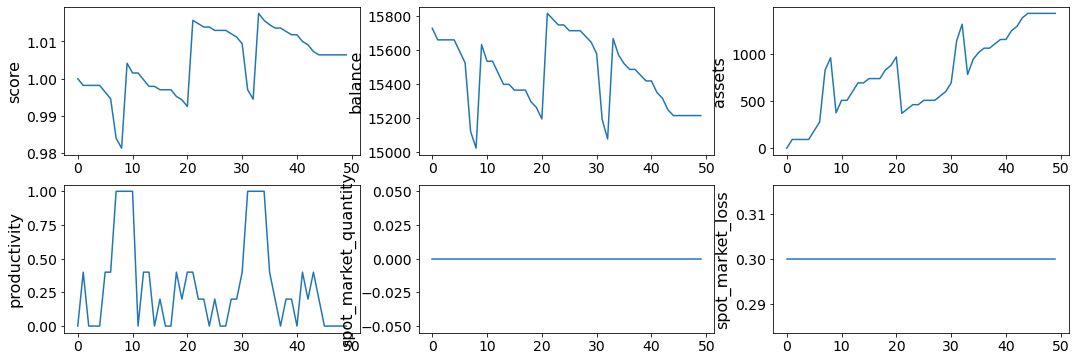 score
1.01
1.00
0.99
0.98
0 10 20 30 40 50
balance
15800
15600
15400
15200
15000
0 10 20 30 40 50
assets
1000
500
0
0 10 20 30 40 50
productivity
1.00
0.75
0.50
0.25
0.00
0 10 20 30 40 50
spot_market_quantity
0.050
0.025
0.000
−0.025
−0.050
0 10 20 30 40 50
spot_market_loss
0.31
0.30
0.29
0 10 20 30 40 50